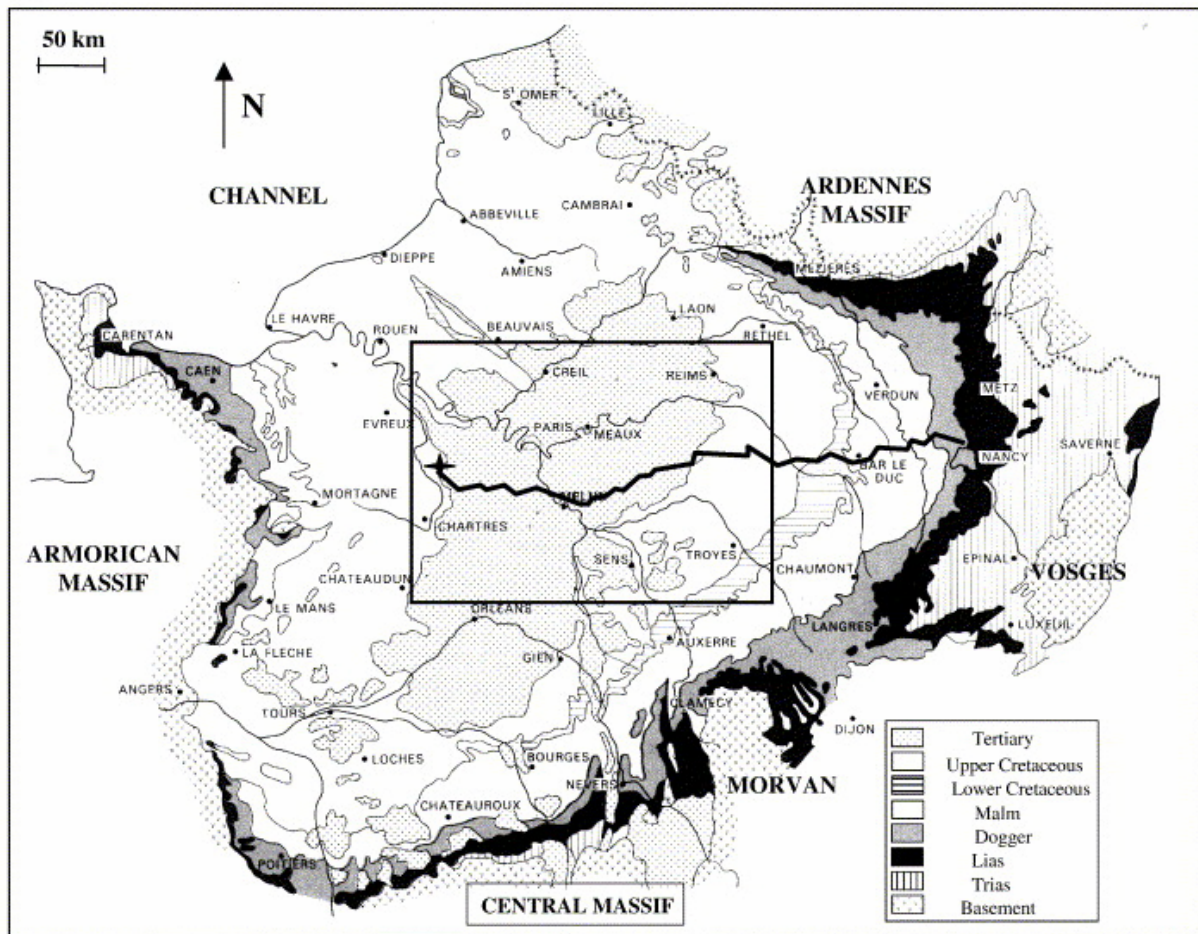 50 km
N
ST OMER
LILLE
CHANNEL
ARDENNES
MASSIF
ABBEVILLE
CAMBRAI
DIEPPE
AMIENS
MEZIERES
LAON
LE HAVRE
ROUEN
BEAUVAIS
RETHEL
CARENTAN
CAEN
CREIL
REIMS
VERDUN
METZ
EVREUX
PARIS
MEAUX
NANCY
SAVERNE
BAR LE
DUC
MORTAGNE
CHARTRES
ARMORICAN
MASSIF
SENS
TROYES
CHAUMONT
EPINAL
VOSGES
CHATEAUDUN
LE MANS
ORLEANS
LANGRES
LUXEUIL
LA FLECHE
GIEN
AUXERRE
ANGERS
TOURS
CLAMECY
DIJON
LOCHES
BOURGES
NEVERS
MORVAN
CHATEAUROUX
POITIERS
CENTRAL MASSIF
Tertiary
Upper Cretaceous
Lower Cretaceous
Malm
Dogger
Lias
Trias
Basement